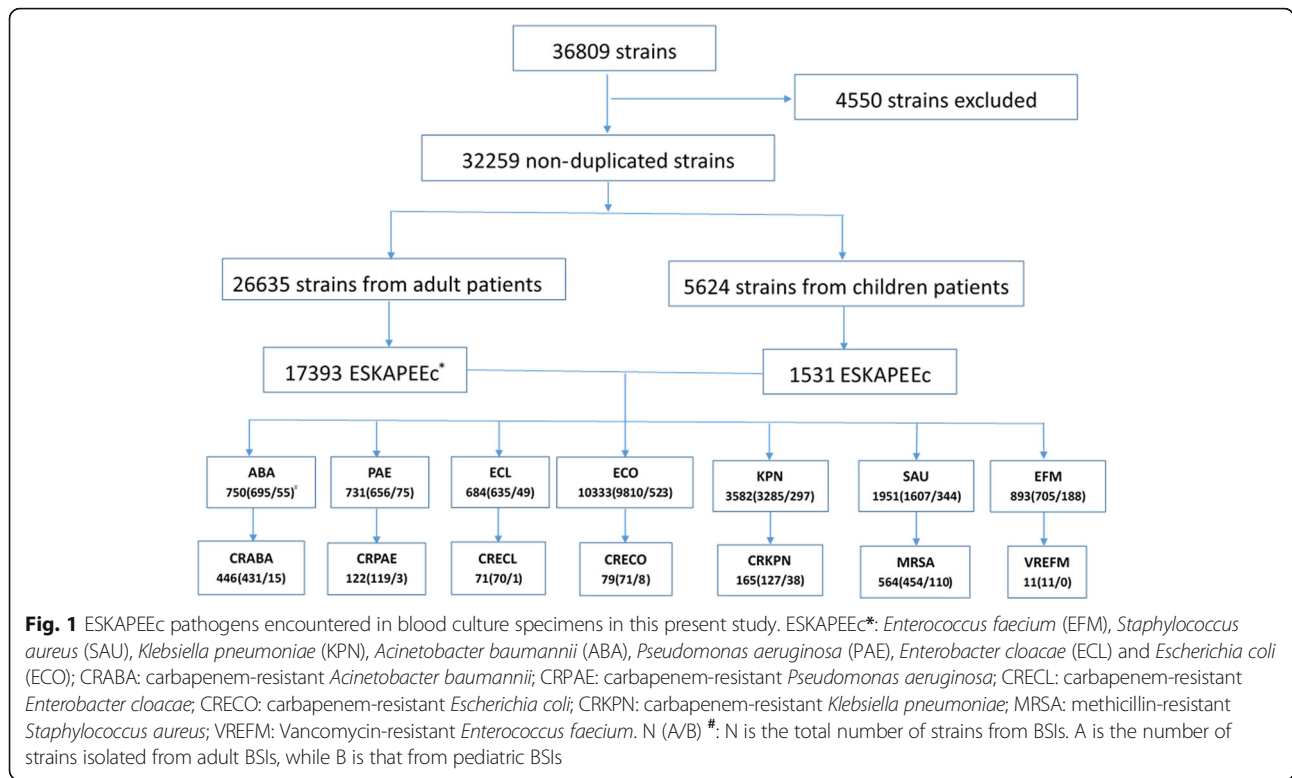 36809 strains
4550 strains excluded
32259 non-duplicated strains
26635 strains from adult patients
5624 strains from children patients
17393 ESKAPEEc*
1531 ESKAPEEc
ABA
750(695/55)#
PAE
731(656/75)
ECL
684(635/49)
ECO
10333(9810/523)
KPN
3582(3285/297)
SAU
1951(1607/344)
EFM
893(705/188)
CRABA
446(431/15)
CRPAE
122(119/3)
CRECL
71(70/1)
CRECO
79(71/8)
CRKPN
165(127/38)
MRSA
564(454/110)
VREFM
11(11/0)
Fig. 1 ESKAPEEc pathogens encountered in blood culture specimens in this present study. ESKAPEEc*: Enterococcus faecium (EFM), Staphylococcus
aureus (SAU), Klebsiella pneumoniae (KPN), Acinetobacter baumannii (ABA), Pseudomonas aeruginosa (PAE), Enterobacter cloacae (ECL) and Escherichia coli
(ECO); CRABA: carbapenem-resistant Acinetobacter baumannii; CRPAE: carbapenem-resistant Pseudomonas aeruginosa; CRECL: carbapenem-resistant
Enterobacter cloacae; CRECO: carbapenem-resistant Escherichia coli; CRKPN: carbapenem-resistant Klebsiella pneumoniae; MRSA: methicillin-resistant
Staphylococcus aureus; VREFM: Vancomycin-resistant Enterococcus faecium. N (A/B) #: N is the total number of strains from BSIs. A is the number of
strains isolated from adult BSIs, while B is that from pediatric BSIs